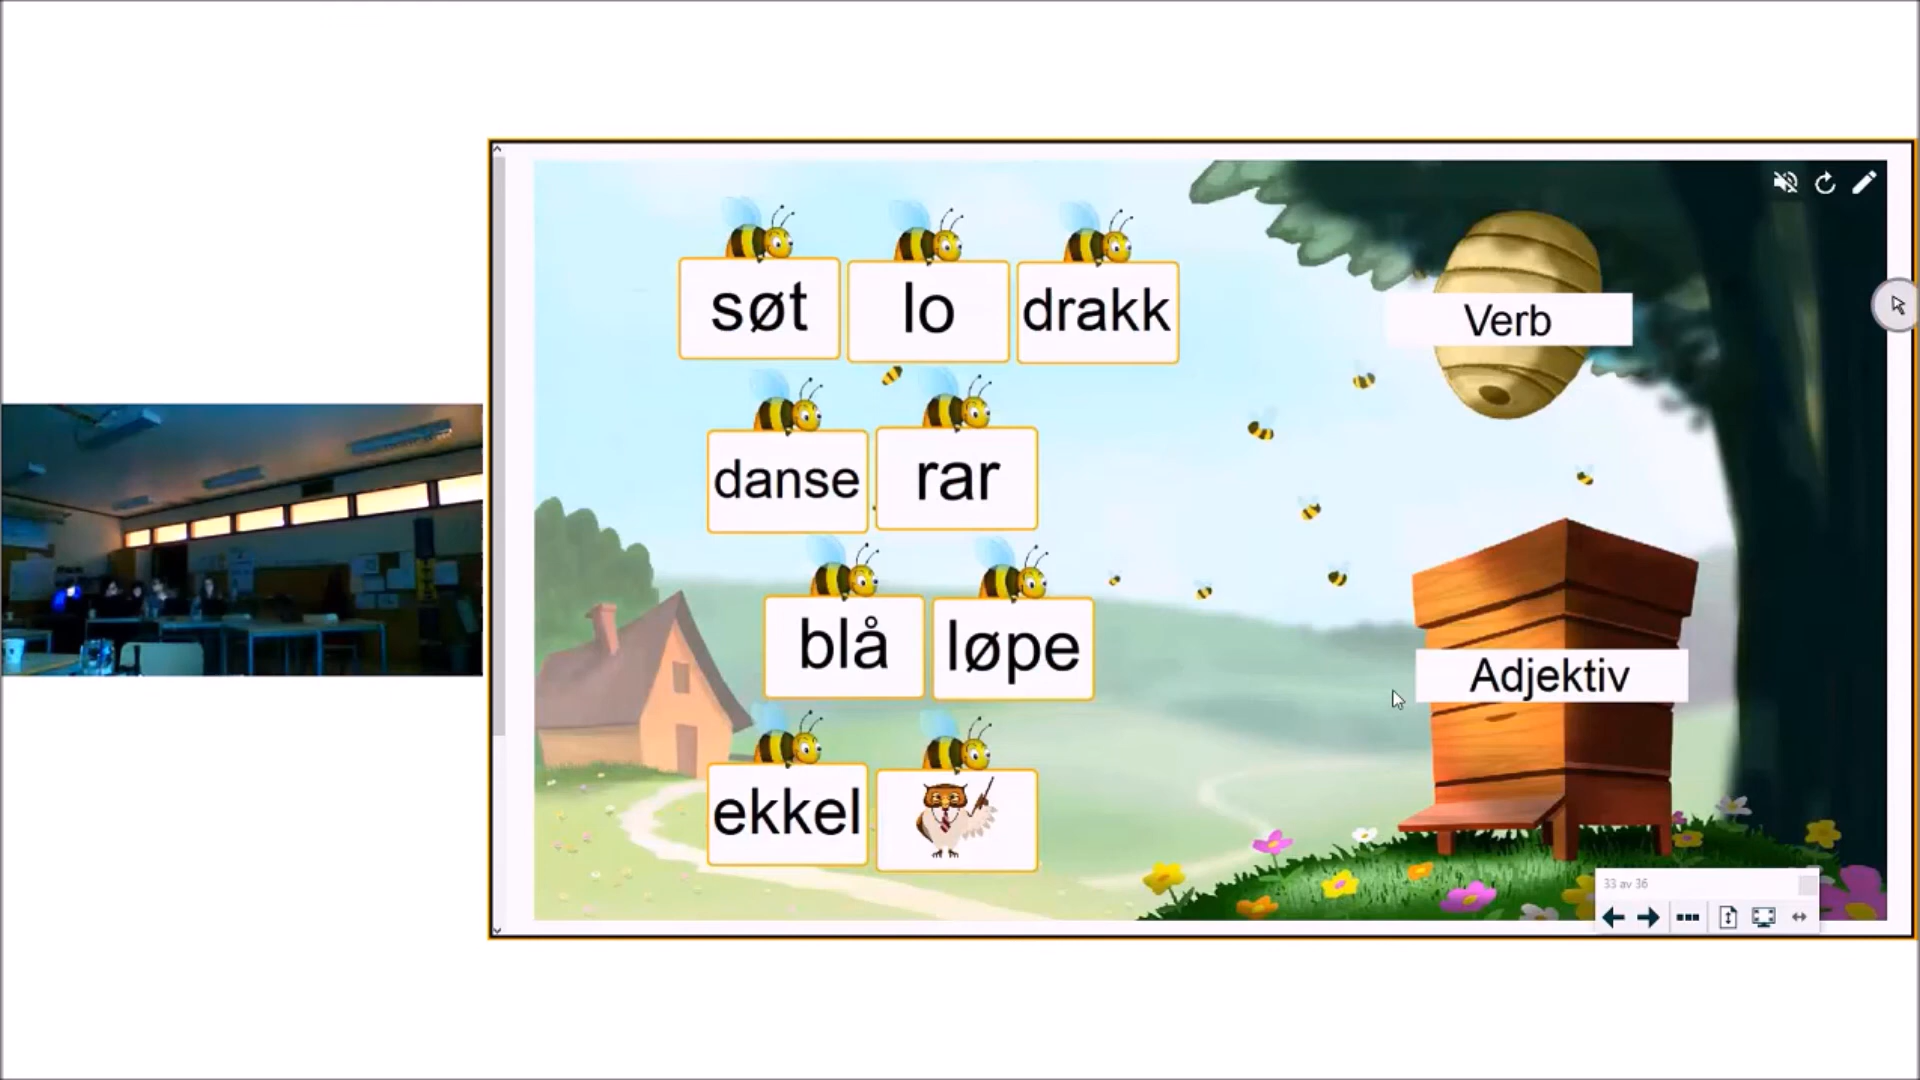 søt lo drakk
Verb
danse rar
blå løpe
Adjektiv
ekkel
33 av 36